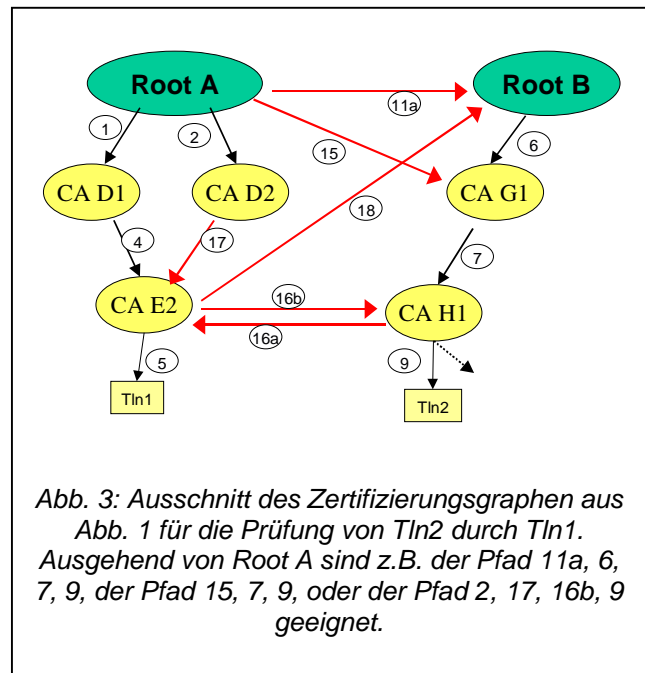 Root A
Root B
11a
1
2
15
6
CA D1
CA D2
CA G1
18
4
17
7
CA E2
16b
CA H1
16a
5
9
Tln1
Tln2
Abb. 3: Ausschnitt des Zertifizierungsgraphen aus
Abb. 1 für die Prüfung von Tln2 durch Tln1.
Ausgehend von Root A sind z.B. der Pfad 11a, 6,
7, 9, der Pfad 15, 7, 9, oder der Pfad 2, 17, 16b, 9
geeignet.